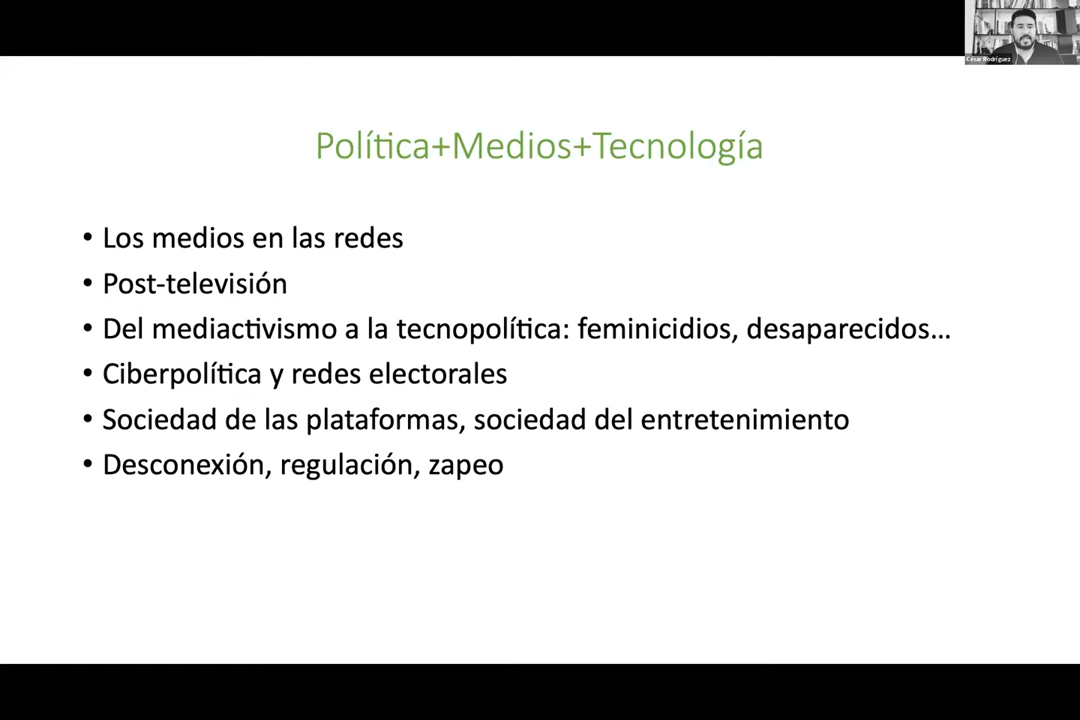 César Rodríguez
Política+Medios+Tecnología
• Los medios en las redes
• Post-televisión
• Del mediactivismo a la tecnopolítica: feminicidios, desaparecidos...
• Ciberpolítica y redes electorales
• Sociedad de las plataformas, sociedad del entretenimiento
• Desconexión, regulación, zapeo